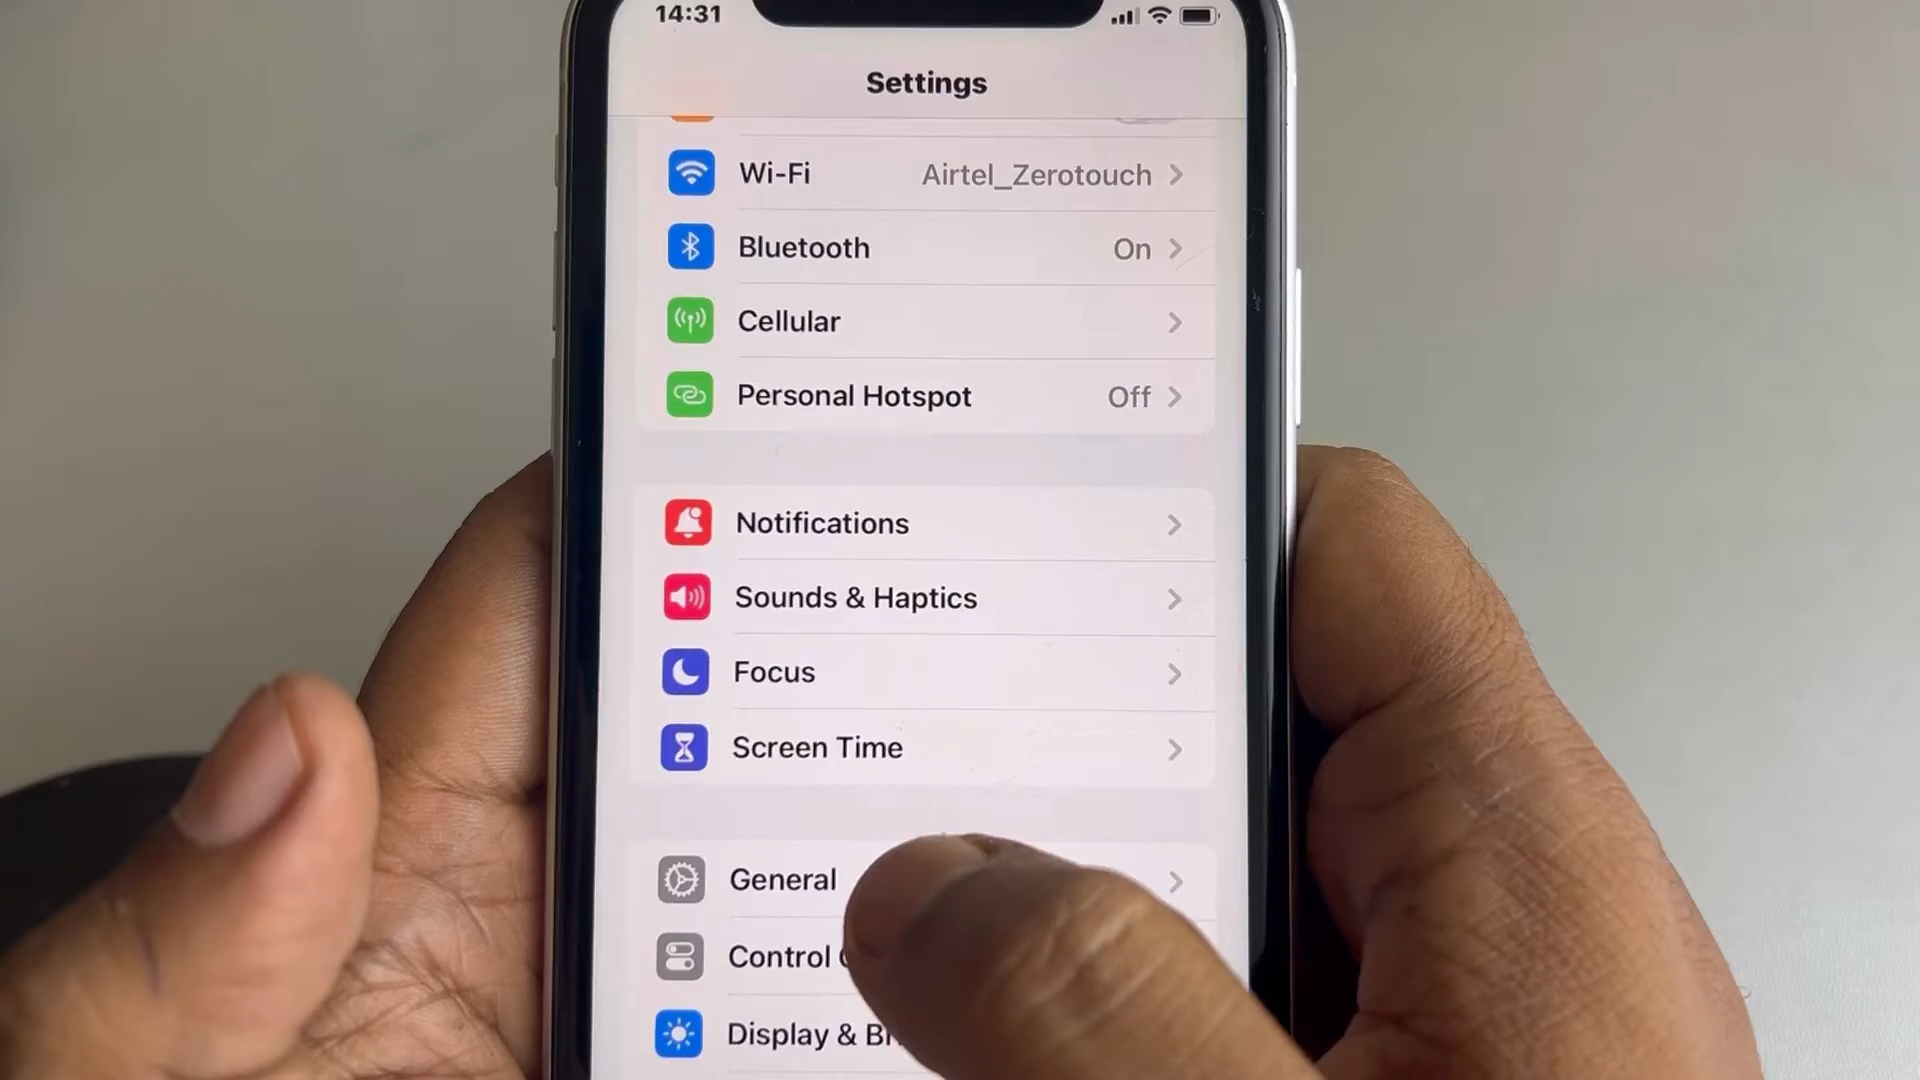 14:31
Settings
Wi-Fi Airtel_Zerotouch
Bluetooth On
Cellular
Personal Hotspot Off
Notifications
Sounds & Haptics
Focus
Screen Time
General
Control
Display &